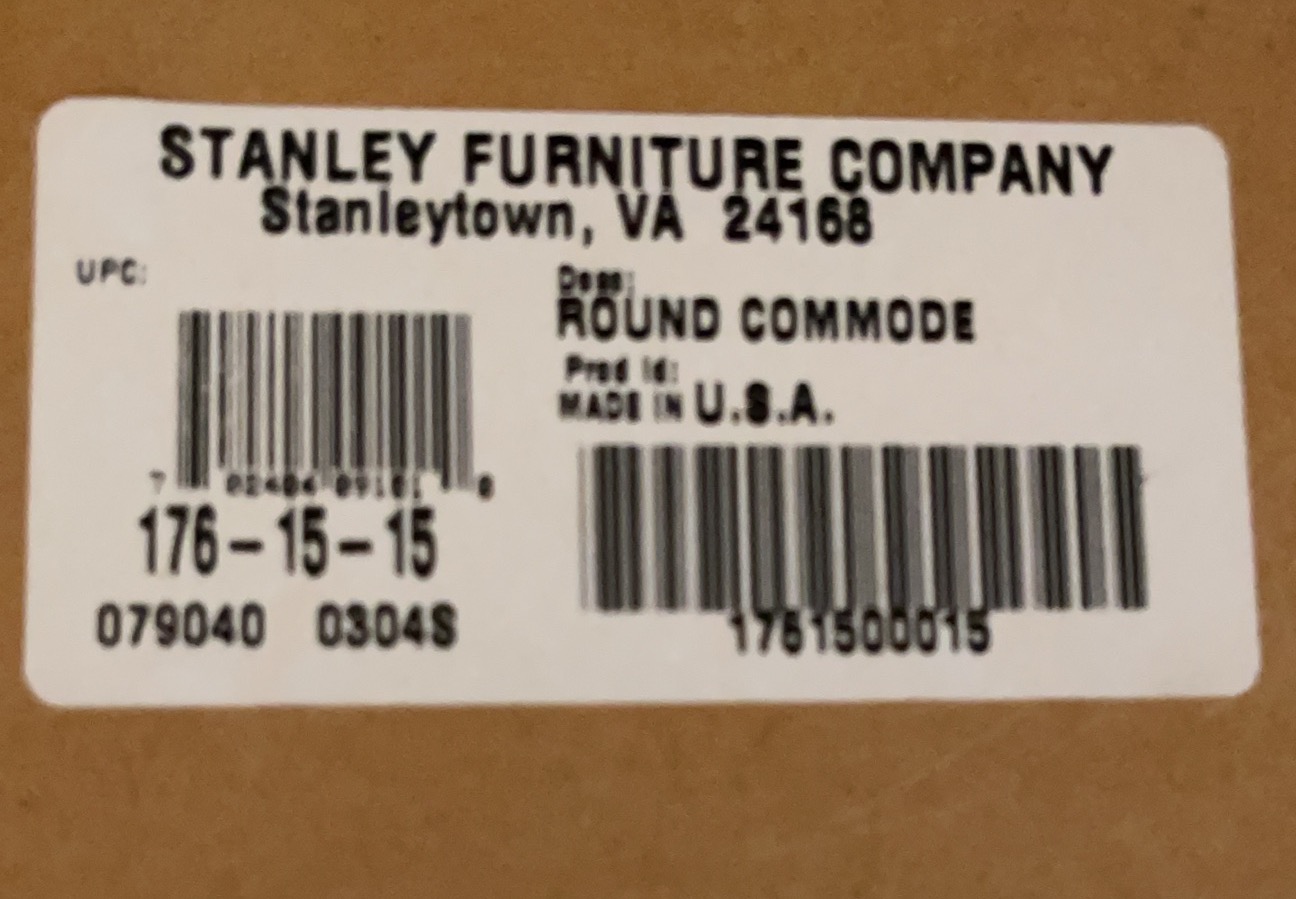 STANLEY FURNITURE COMPANY
Stanleytown, VA 24168
UPC:
Desc:
ROUND COMMODE
Prod Id:
MADE IN U.S.A.
7
176-15-15
079040 0304S
1761500015